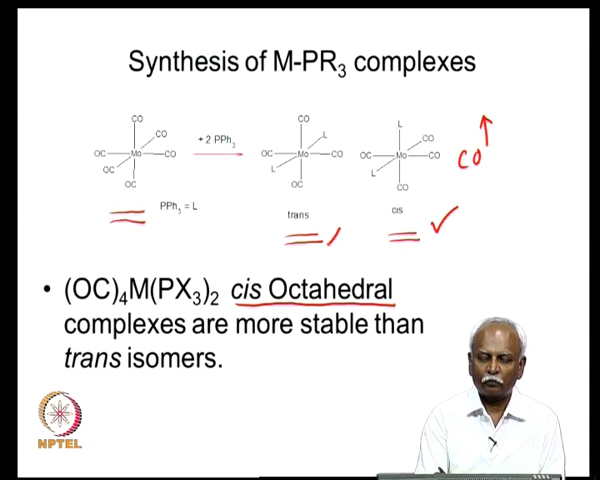 Synthesis of M-PR3 complexes
CO
CO
OC Mo CO
OC
OC
+ 2 PPh3
CO
L
OC Mo CO
L
OC
L
CO
OC Mo CO
L
CO
CO ↑
PPh3 = L
trans
cis
• (OC)4M(PX3)2 cis Octahedral
complexes are more stable than
trans isomers.
NPTEL